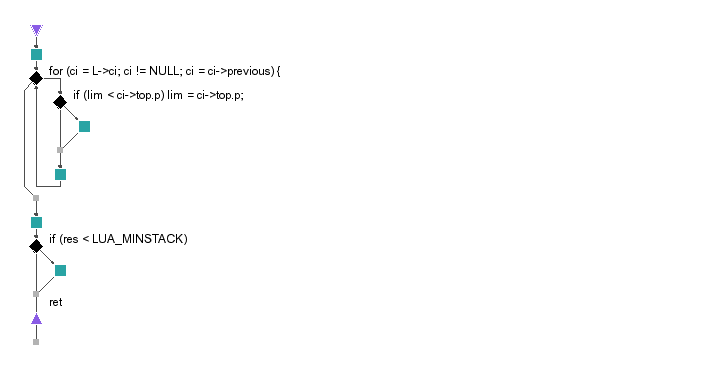 for (ci = L->ci; ci != NULL; ci = ci->previous) {
if (lim < ci->top.p) lim = ci->top.p;
if (res < LUA_MINSTACK)
ret